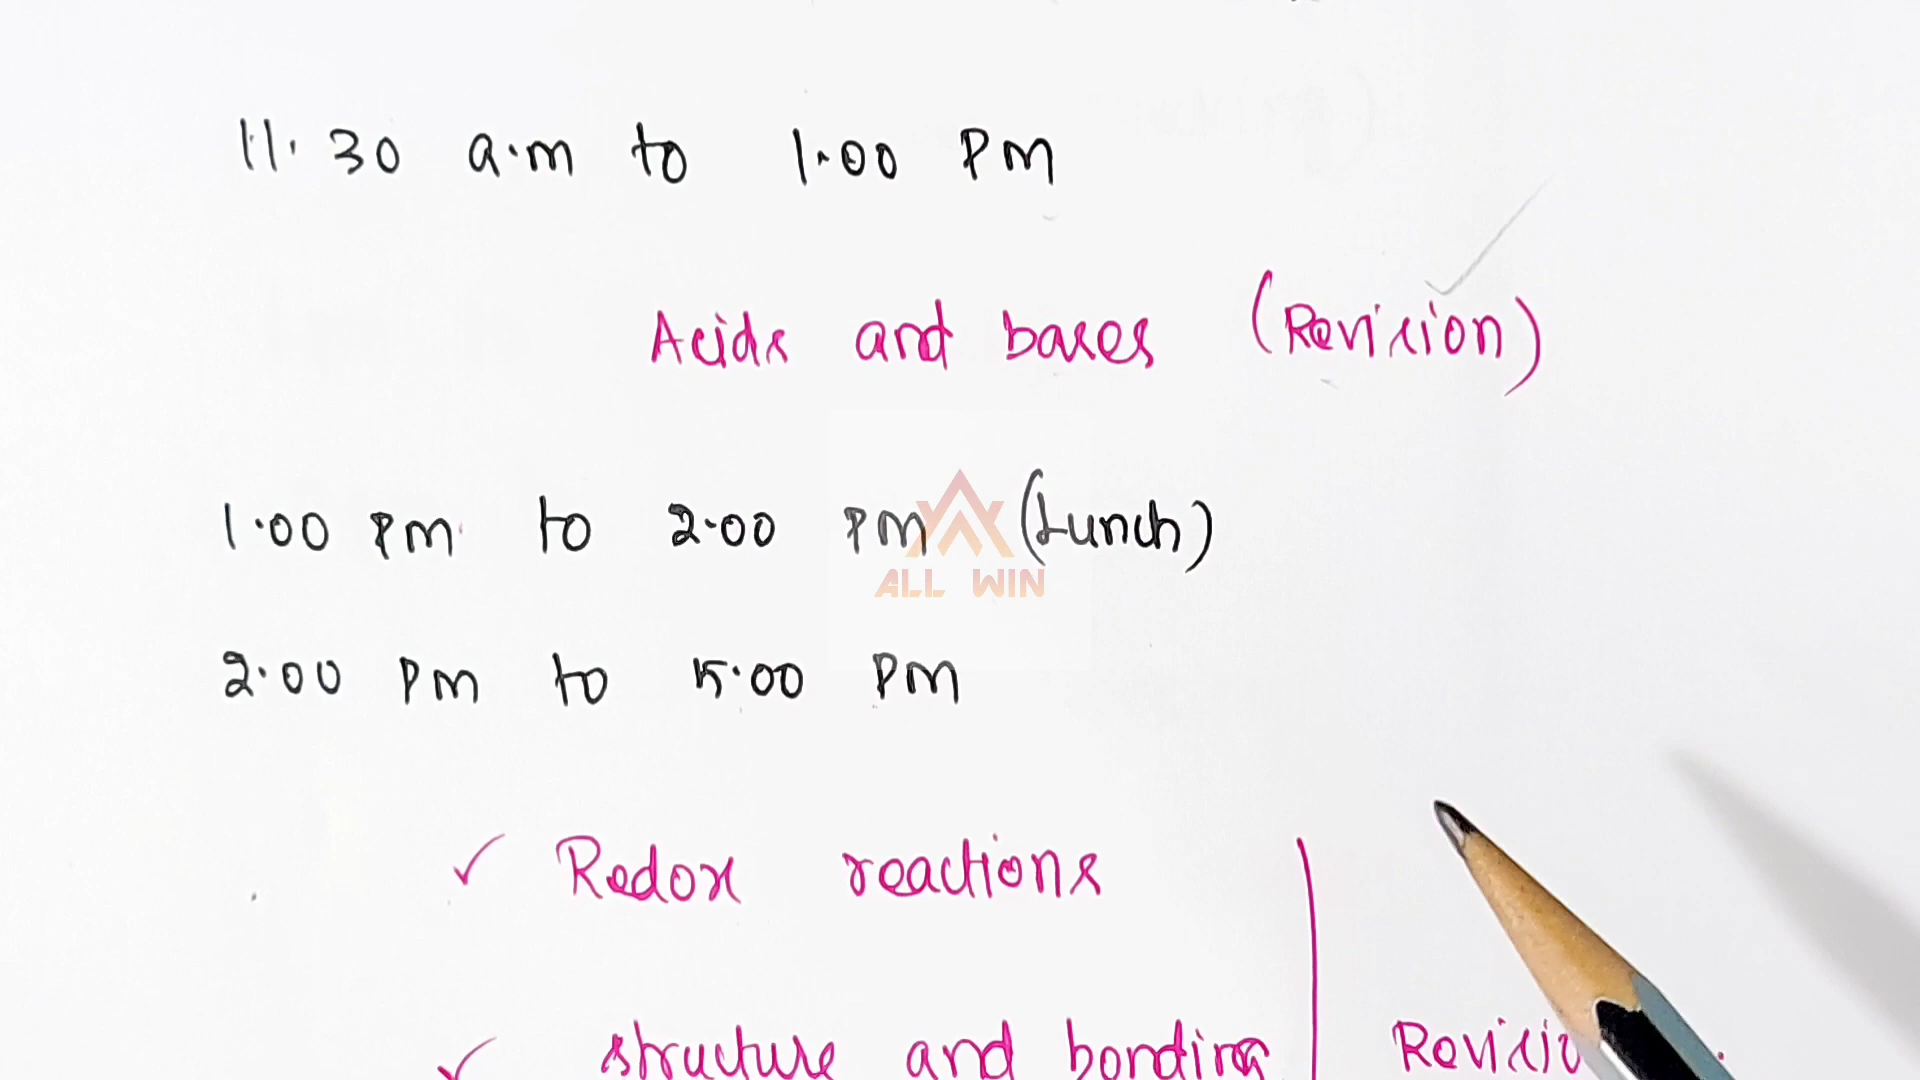 11.30 a.m to 1.00 PM
Acids and bases (Revision)
1.00 PM to 2.00 PM (Lunch)
ALL WIN
2.00 PM to 5.00 PM
✓ Redox reactions
✓ structure and bonding Revisio